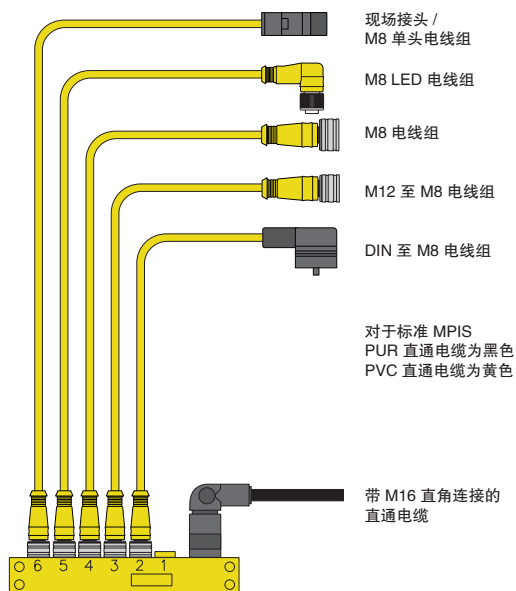 现场接头 /
M8 单头电线组
M8 LED 电线组
M8 电线组
M12 至 M8 电线组
DIN 至 M8 电线组
对于标准 MPIS
PUR 直通电缆为黑色
PVC 直通电缆为黄色
带 M16 直角连接的
直通电缆
6 5 4 3 2 1